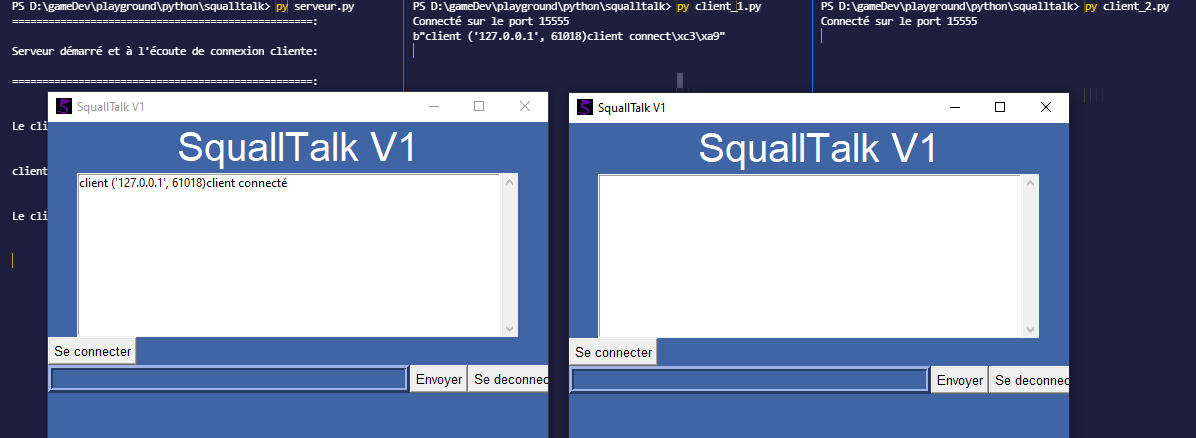 PS D:\gameDev\playground\python\squalltalk> py serveur.py
==================================================:
Serveur démarré et à l'écoute de connexion cliente:
==================================================:
Le cli
client
Le cli
PS D:\gameDev\playground\python\squalltalk> py client_1.py
Connecté sur le port 15555
b"client ('127.0.0.1', 61018)client connect\xc3\xa9"
PS D:\gameDev\playground\python\squalltalk> py client_2.py
Connecté sur le port 15555
SquallTalk V1
SquallTalk V1
client ('127.0.0.1', 61018)client connecté
Se connecter
Envoyer
Se deconnec
SquallTalk V1
SquallTalk V1
Se connecter
Envoyer
Se deconnec